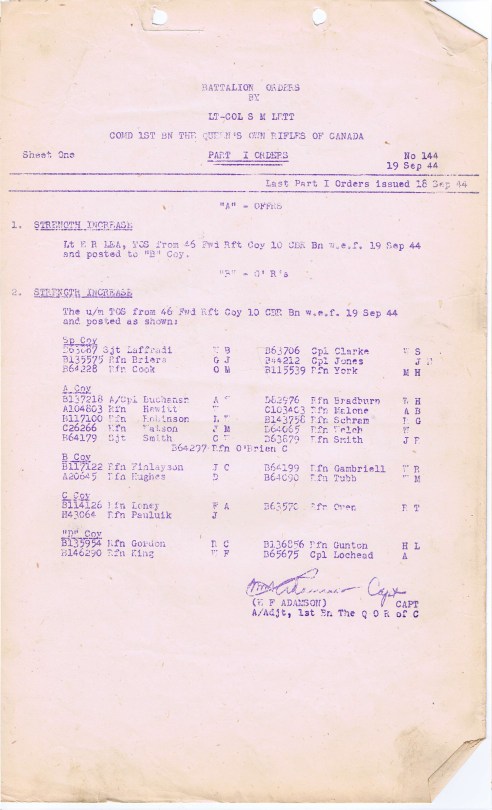 BATTALION ORDERS
BY
LT-COL S M LETT
COMD 1ST BN THE QUEEN'S OWN RIFLES OF CANADA
Sheet One PART I ORDERS No 144
19 Sep 44
Last Part I Orders issued 18 Sep 44
"A" - OFFRS
1. STRENGTH INCREASE
Lt E R LEA, TOS from 46 Fwd Rft Coy 10 CBR Bn w.e.f. 19 Sep 44
and posted to "B" Coy.
"B" - O'R's
2. STRENGTH INCREASE
The u/m TOS from 46 Fwd Rft Coy 10 CBR Bn w.e.f. 19 Sep 44
and posted as shown:
Sp Coy
Sjt Laffradi B B63706 Cpl Clarke S
B135575 Rfn Briers G J B44212 Cpl Jones J
B64228 Rfn Cook O M B115539 Rfn York M H
A Coy
B137218 A/Cpl Buchanan A Rfn Bradburn H
A104803 Rfn Hewitt C103403 Rfn Malone A B
B117100 Rfn Robinson L B143758 Rfn Schram G
C26266 Rfn Watson M B64065 Rfn Welch
B64179 Sjt Smith C B63879 Rfn Smith J
B64277 Rfn O'Brien C
B Coy
B117122 Rfn Finlayson J C B64199 Rfn Gambriell W R
A20645 Rfn Hughes D B64090 Rfn Tubb M
C Coy
B114126 Rfn Loney A B63570 Rfn Owen T
H43064 Rfn Pauluik J
"D" Coy
B135954 Rfn Gordon R C B136856 Rfn Gunton H L
B146290 Rfn King F B65675 Cpl Lochead A
Capt
(W F ADAMSON) CAPT
A/Adjt, 1st Bn The Q O R of C